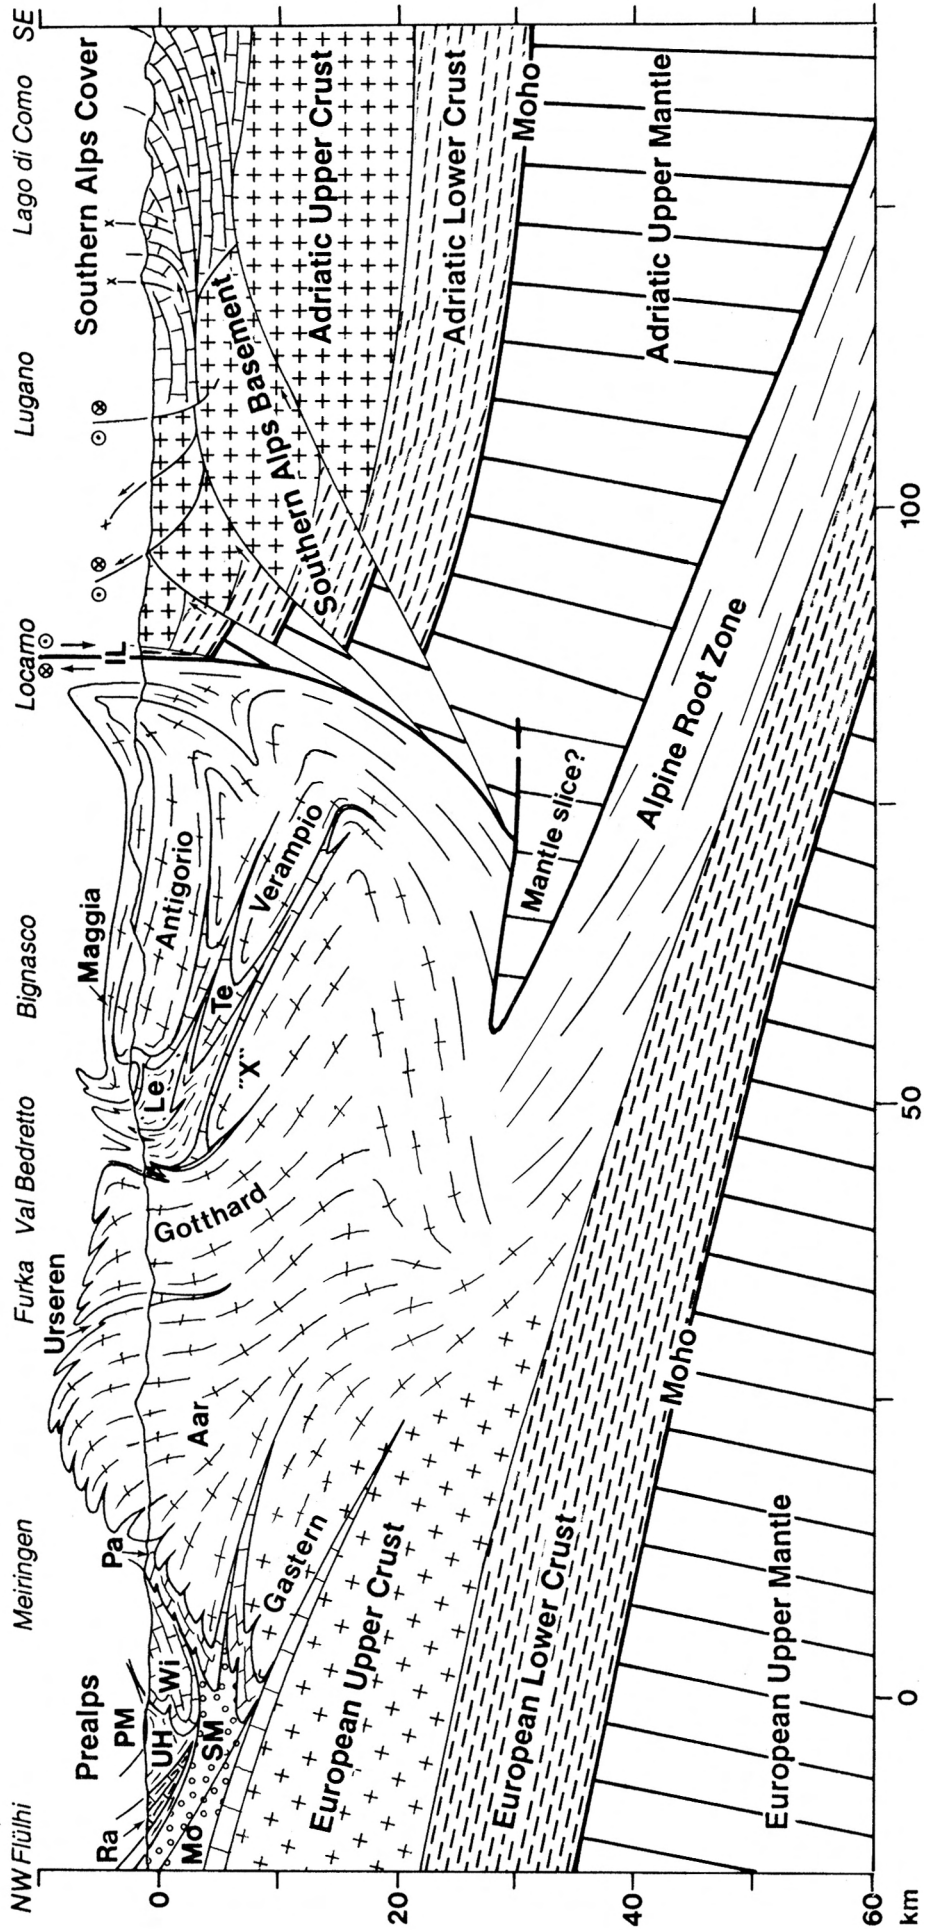 NW Flülhi Meiringen Furka Val Bedretto Bignasco Locarno Lugano Lago di Como SE
Prealps
Urseren
Southern Alps Cover
Ra
PM
Pa
Maggia
IL
Mo
UH
Wi
SM
Aar
Gotthard
Le
Antigorio
Te
"X"
Verampio
Gastern
Southern Alps Basement
Adriatic Upper Crust
European Upper Crust
Adriatic Lower Crust
Moho
European Lower Crust
Mantle slice?
Alpine Root Zone
Adriatic Upper Mantle
Moho
European Upper Mantle
0
20
30
40
60
km
0
50
100